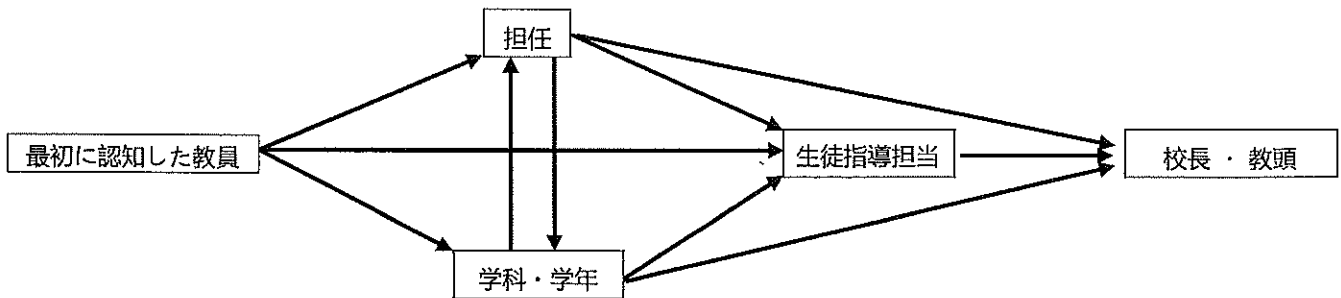 担任
最初に認知した教員
生徒指導担当
校長・教頭
学科・学年